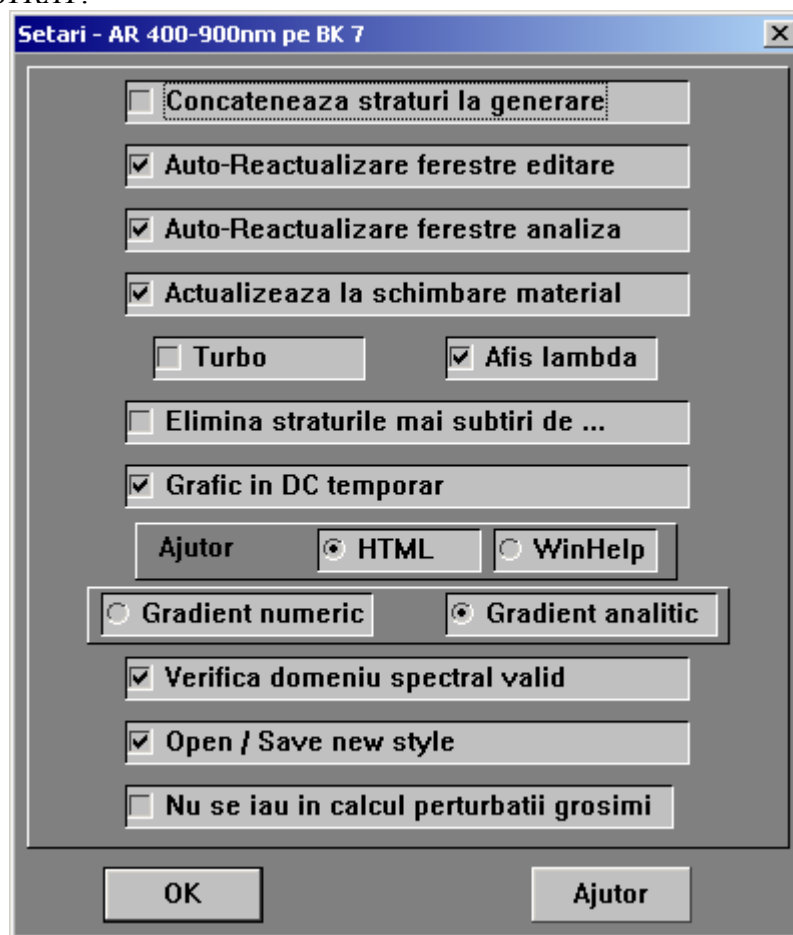 Setari - AR 400-900nm pe BK 7
Concateneaza straturi la generare
Auto-Reactualizare ferestre editare
Auto-Reactualizare ferestre analiza
Actualizeaza la schimbare material
Turbo Afis lambda
Elimina straturile mai subtiri de ...
Grafic in DC temporar
Ajutor HTML WinHelp
Gradient numeric Gradient analitic
Verifica domeniu spectral valid
Open / Save new style
Nu se iau in calcul perturbatii grosimi
OK Ajutor